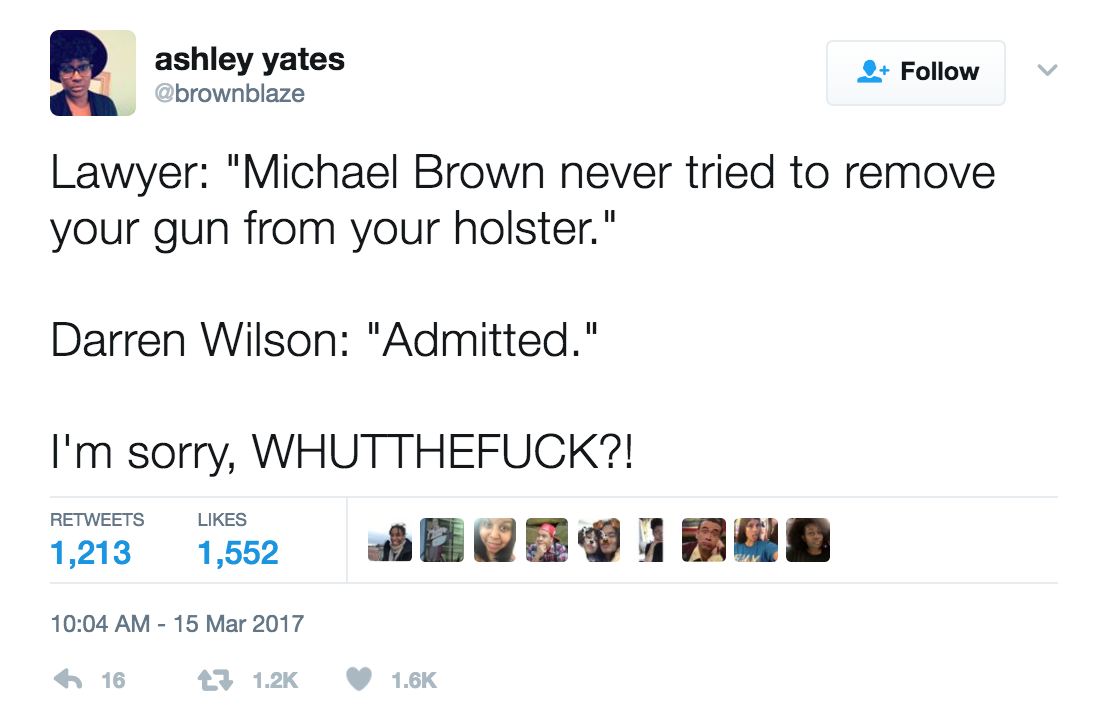 ashley yates
@brownblaze
Follow
Lawyer: "Michael Brown never tried to remove
your gun from your holster."
Darren Wilson: "Admitted."
I'm sorry, WHUTTHEFUCK?!
RETWEETS LIKES
1,213 1,552
10:04 AM - 15 Mar 2017
16 1.2K 1.6K